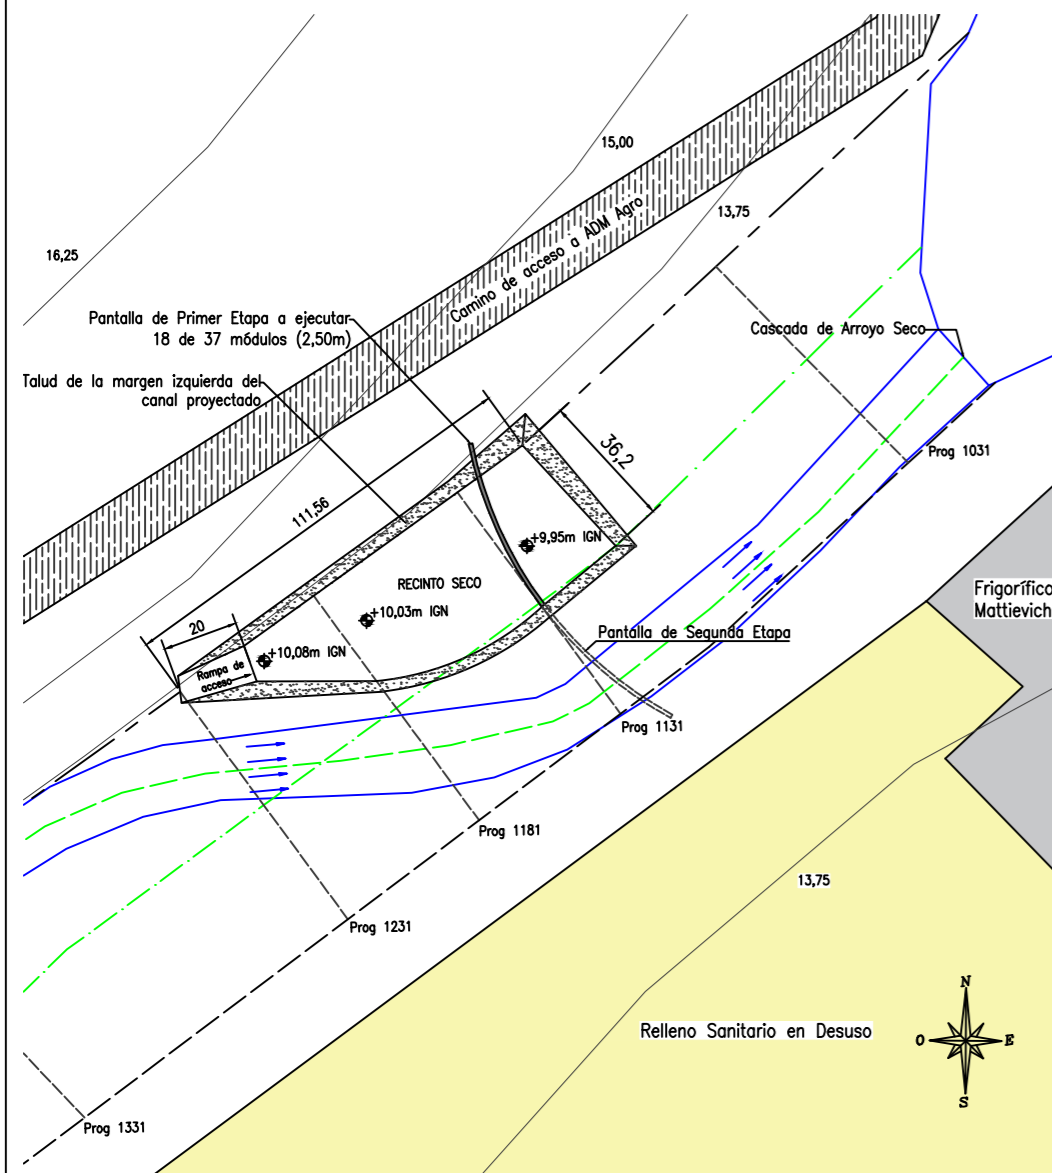 15,00
13,75
16,25
Camino de acceso a ADM Agro
Pantalla de Primer Etapa a ejecutar
18 de 37 módulos (2,50m)
Cascada de Arroyo Seco
Talud de la margen izquierda del
canal proyectado
36,2
Prog 1031
111,56
+9,95m IGN
RECINTO SECO
Frigorífico
Mattievich
+10,03m IGN
20
Pantalla de Segunda Etapa
+10,08m IGN
Rampa de
acceso
Prog 1131
Prog 1181
13,75
Prog 1231
N
Relleno Sanitario en Desuso
O
E
S
Prog 1331